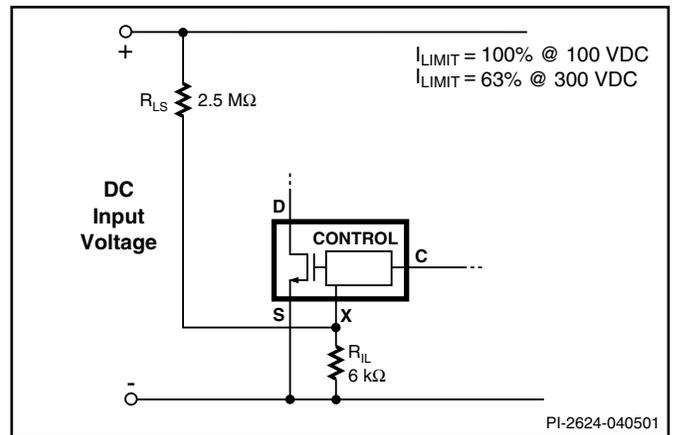 +
I_LIMIT = 100% @ 100 VDC
I_LIMIT = 63% @ 300 VDC
R_LS 2.5 MΩ
DC
Input
Voltage
D
CONTROL
C
S X
R_IL
6 kΩ
-
PI-2624-040501